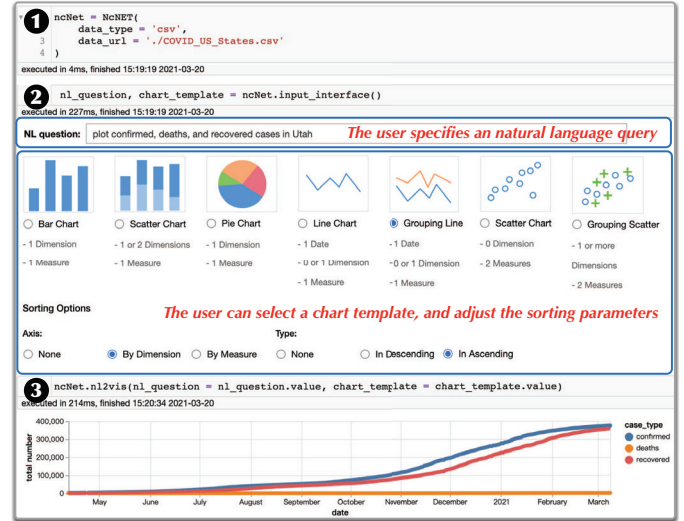 1
ncNet = NcNET(
data_type = 'csv',
3 data_url = './COVID_US_States.csv'
4 )
executed in 4ms, finished 15:19:19 2021-03-20
2
nl_question, chart_template = ncNet.input_interface()
executed in 227ms, finished 15:19:19 2021-03-20
NL question: plot confirmed, deaths, and recovered cases in Utah
The user specifies an natural language query
Bar Chart Scatter Chart Pie Chart Line Chart Grouping Line Scatter Chart Grouping Scatter
- 1 Dimension - 1 or 2 Dimensions - 1 Dimension - 1 Date - 1 Date - 0 Dimension - 1 or more
- 1 Measure - 1 Measure - 1 Measure - 0 or 1 Dimension -0 or 1 Dimension - 2 Measures Dimensions
- 1 Measure -1 Measure - 2 Measures
Sorting Options
The user can select a chart template, and adjust the sorting parameters
Axis: Type:
None By Dimension By Measure None In Descending In Ascending
3
ncNet.nl2vis(nl_question = nl_question.value, chart_template = chart_template.value)
executed in 214ms, finished 15:20:34 2021-03-20
total number
400,000
300,000
200,000
100,000
0
May June July August September October November December 2021 February March
date
case_type
confirmed
deaths
recovered